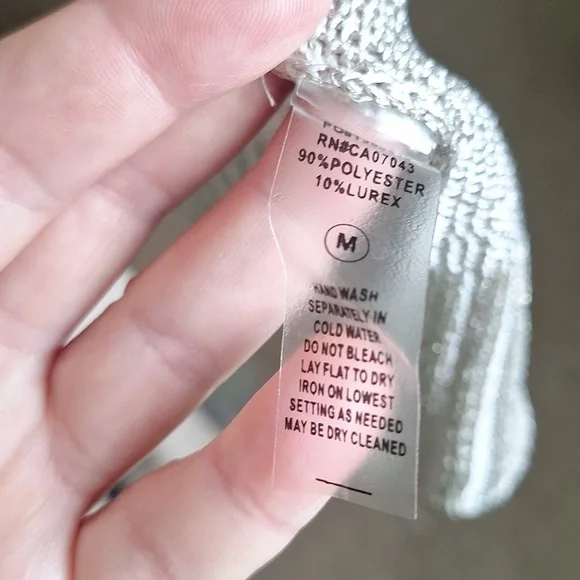 RN#CA07043
90%POLYESTER
10%LUREX
M
HAND WASH
SEPARATELY IN
COLD WATER
DO NOT BLEACH
LAY FLAT TO DRY
IRON ON LOWEST
SETTING AS NEEDED
MAY BE DRY CLEANED